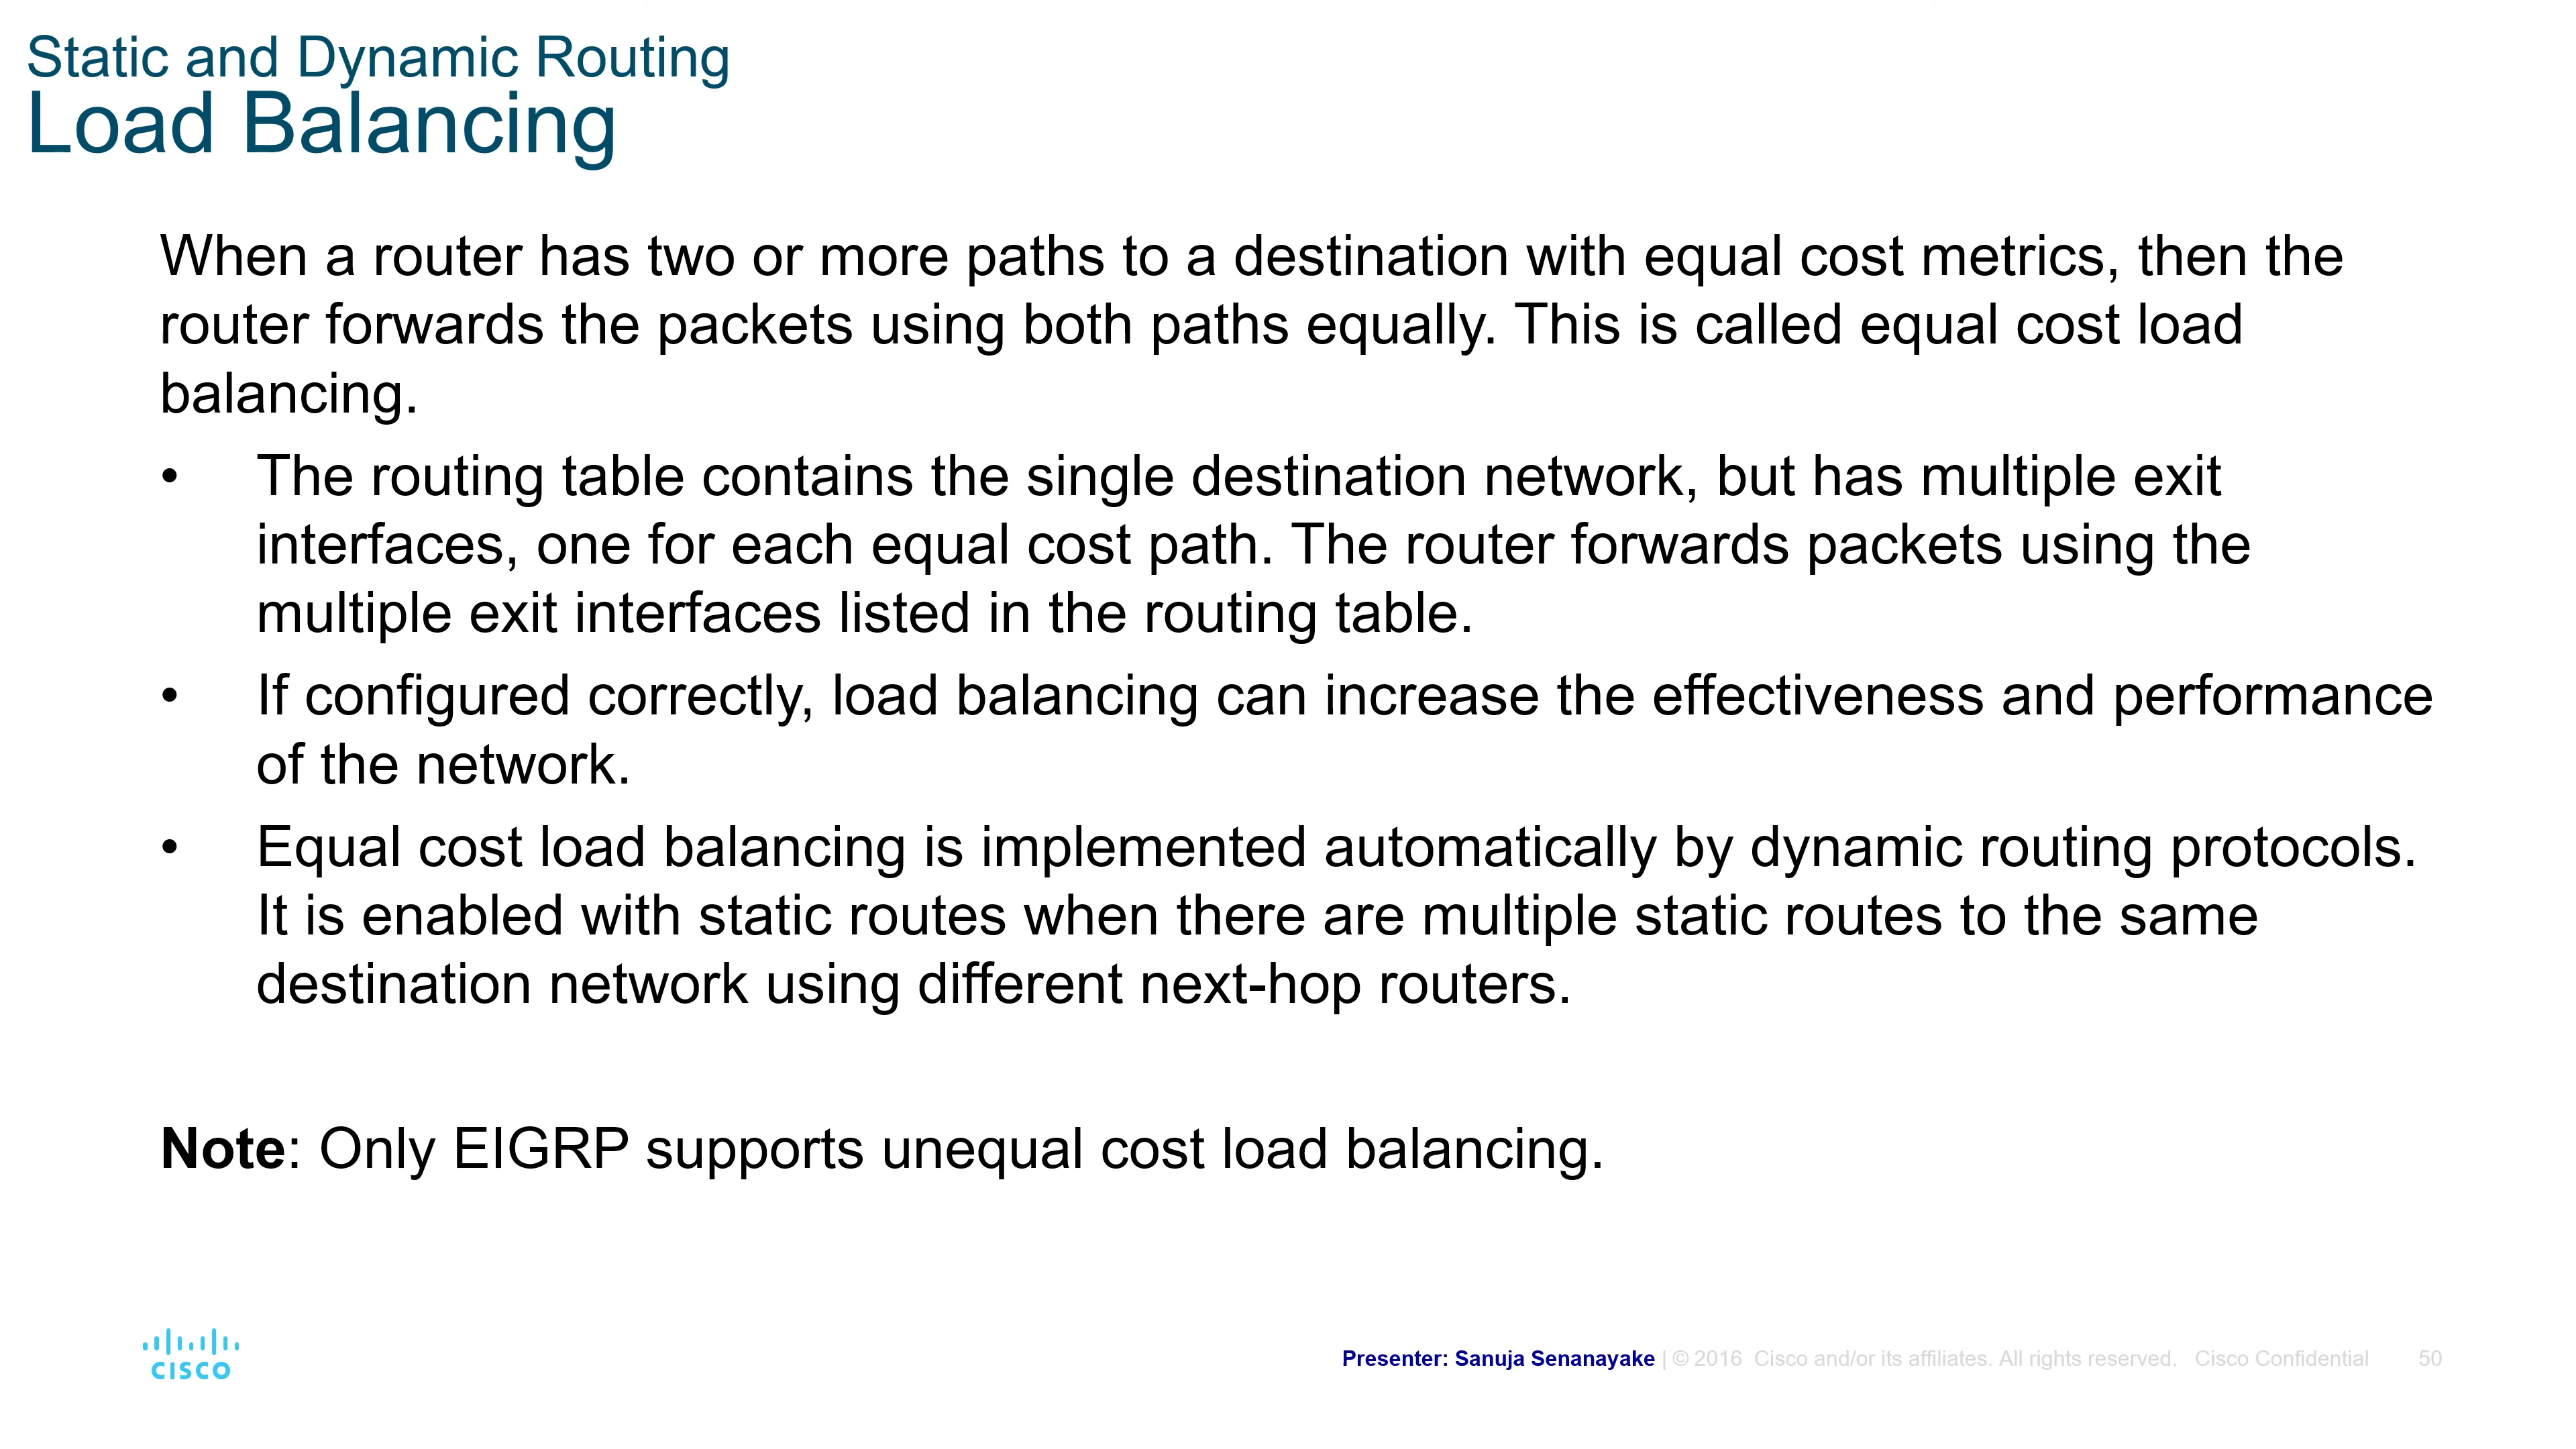 Static and Dynamic Routing
Load Balancing
When a router has two or more paths to a destination with equal cost metrics, then the
router forwards the packets using both paths equally. This is called equal cost load
balancing.
• The routing table contains the single destination network, but has multiple exit
interfaces, one for each equal cost path. The router forwards packets using the
multiple exit interfaces listed in the routing table.
• If configured correctly, load balancing can increase the effectiveness and performance
of the network.
• Equal cost load balancing is implemented automatically by dynamic routing protocols.
It is enabled with static routes when there are multiple static routes to the same
destination network using different next-hop routers.
Note: Only EIGRP supports unequal cost load balancing.
CISCO
Presenter: Sanuja Senanayake | © 2016 Cisco and/or its affiliates. All rights reserved. Cisco Confidential 50